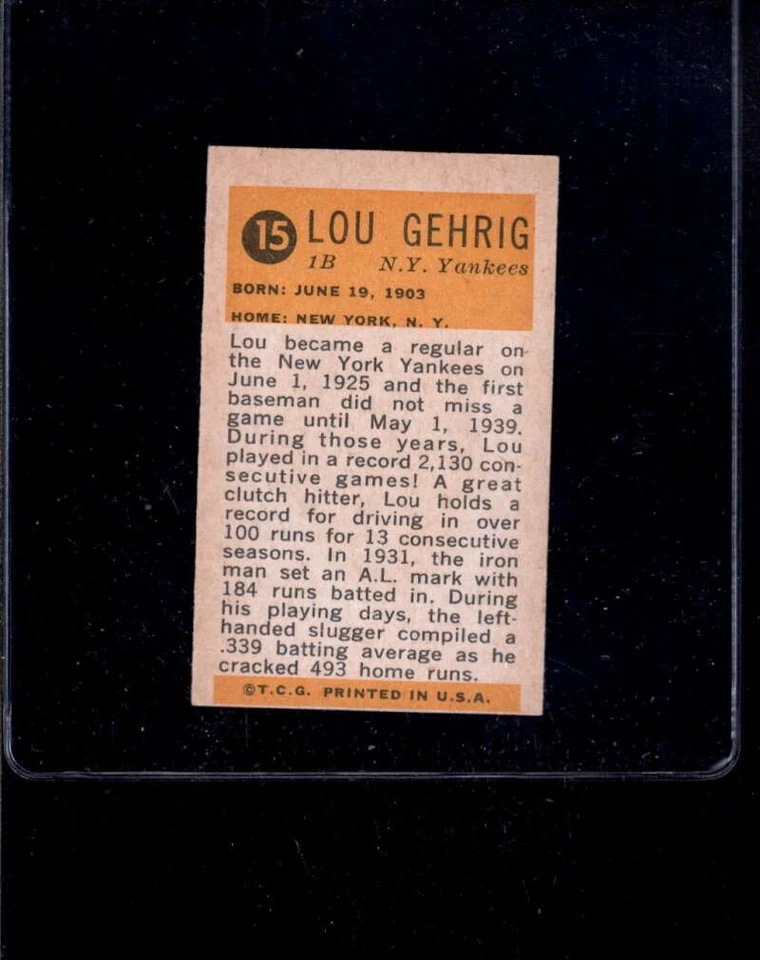 15 LOU GEHRIG
1B N.Y. Yankees
BORN: JUNE 19, 1903
HOME: NEW YORK, N. Y.
Lou became a regular on
the New York Yankees on
June 1, 1925 and the first
baseman did not miss a
game until May 1, 1939.
During those years, Lou
played in a record 2,130 con-
secutive games! A great
clutch hitter, Lou holds a
record for driving in over
100 runs for 13 consecutive
seasons. In 1931, the iron
man set an A.L. mark with
184 runs batted in. During
his playing days, the left-
handed slugger compiled a
.339 batting average as he
cracked 493 home runs.
©T.C.G. PRINTED IN U.S.A.